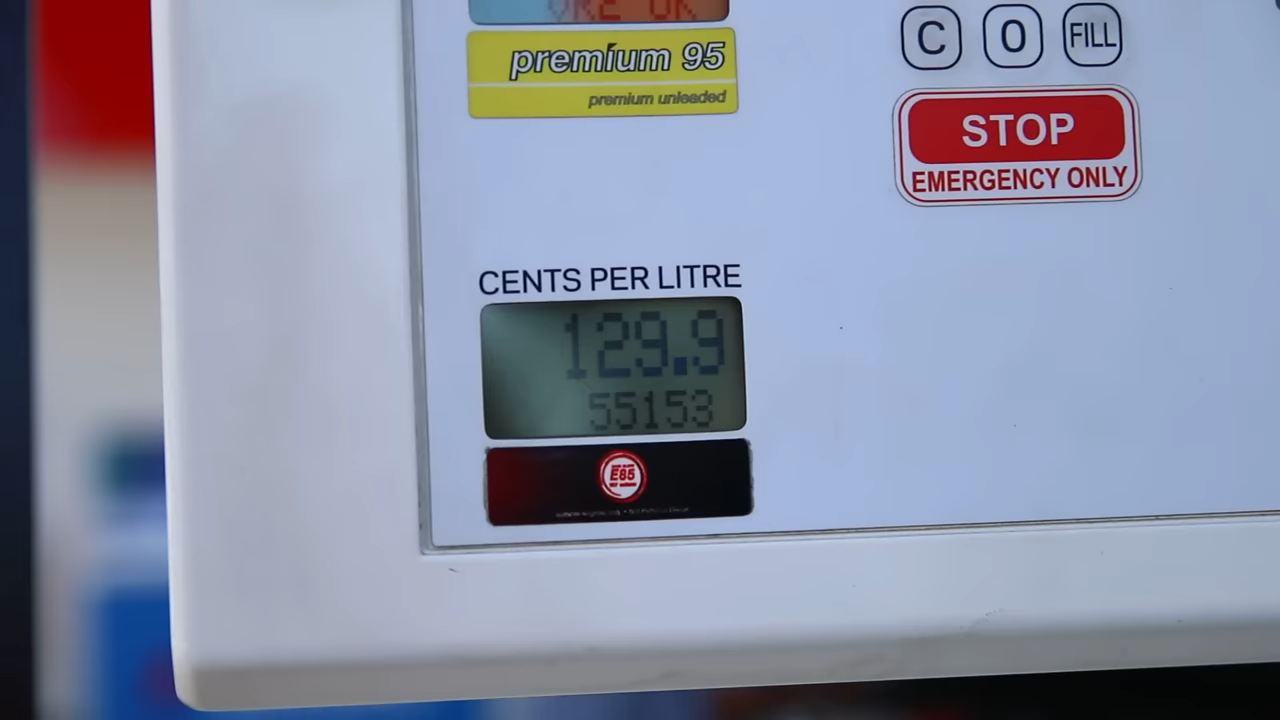 premium 95
premium unleaded
C O FILL
STOP
EMERGENCY ONLY
CENTS PER LITRE
129.9
55153
E85